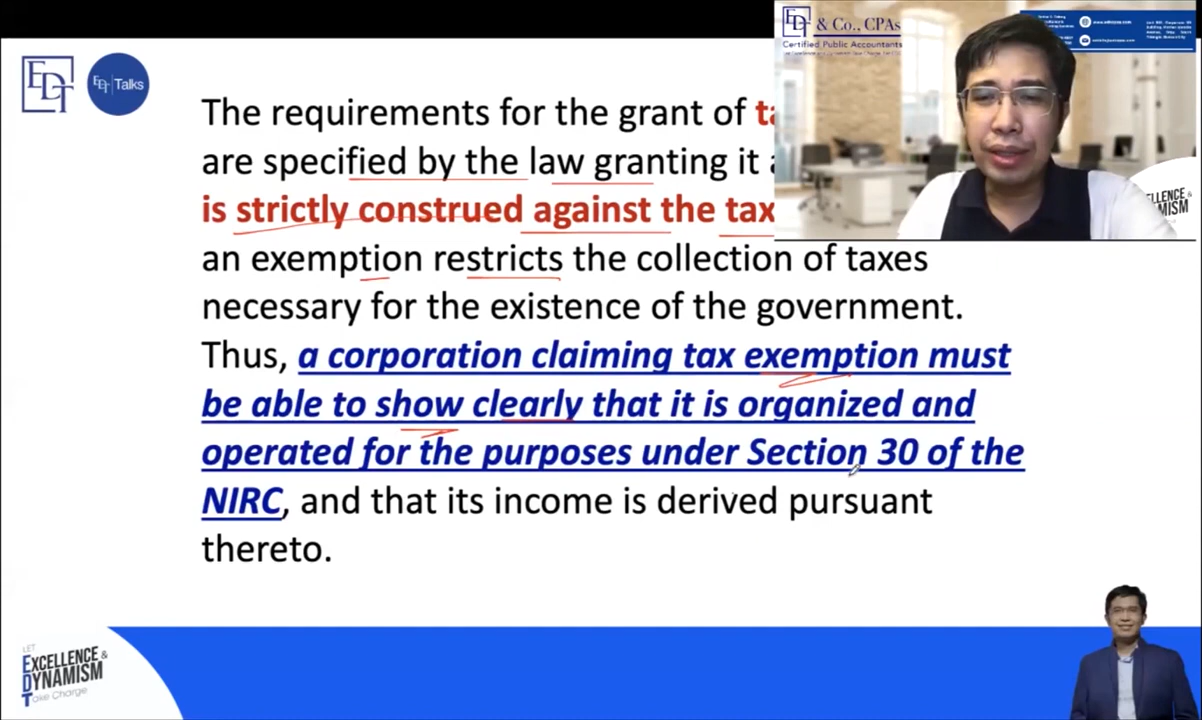 EDT
EDT Talks
EDT & Co., CPAs
Certified Public Accountants
The requirements for the grant of
are specified by the law granting it
is strictly construed against the tax
an exemption restricts the collection of taxes
necessary for the existence of the government.
Thus, a corporation claiming tax exemption must
be able to show clearly that it is organized and
operated for the purposes under Section 30 of the
NIRC, and that its income is derived pursuant
thereto.
LET
EXCELLENCE &
DYNAMISM
Take Charge